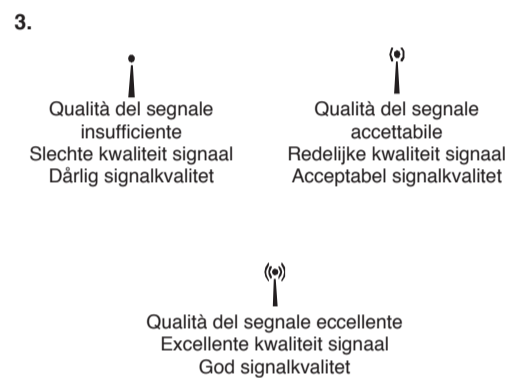 3.
Qualità del segnale
insufficiente
Slechte kwaliteit signaal
Dårlig signalkvalitet
Qualità del segnale
accettabile
Redelijke kwaliteit signaal
Acceptabel signalkvalitet
Qualità del segnale eccellente
Excellente kwaliteit signaal
God signalkvalitet